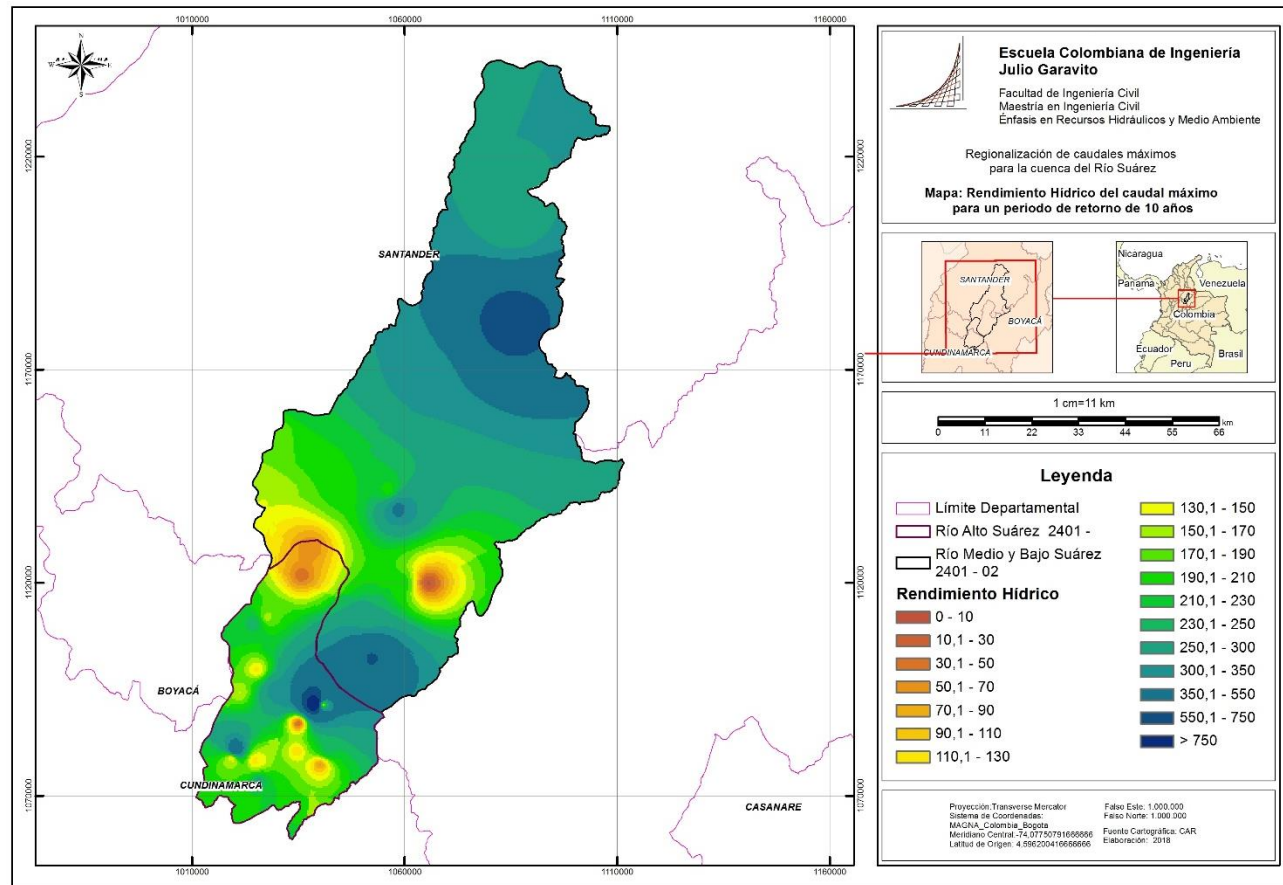 1010000
1060000
1110000
1160000
N
W
E
S
1220000
1220000
1170000
1170000
1120000
1120000
1070000
1070000
SANTANDER
BOYACÁ
CUNDINAMARCA
CASANARE
1010000
1060000
1110000
1160000
Escuela Colombiana de Ingeniería
Julio Garavito
Facultad de Ingeniería Civil
Maestría en Ingeniería Civil
Énfasis en Recursos Hidráulicos y Medio Ambiente
Regionalización de caudales máximos
para la cuenca del Río Suárez
Mapa: Rendimiento Hídrico del caudal máximo
para un periodo de retorno de 10 años
SANTANDER
BOYACÁ
CUNDINAMARCA
Nicaragua
Panama
Venezuela
Colombia
Ecuador
Peru
Brasil
1 cm=11 km
km
0 11 22 33 44 55 66
Leyenda
Límite Departamental
Río Alto Suárez 2401 -
Río Medio y Bajo Suárez
2401 - 02
Rendimiento Hídrico
0 - 10
10,1 - 30
30,1 - 50
50,1 - 70
70,1 - 90
90,1 - 110
110,1 - 130
130,1 - 150
150,1 - 170
170,1 - 190
190,1 - 210
210,1 - 230
230,1 - 250
250,1 - 300
300,1 - 350
350,1 - 550
550,1 - 750
> 750
Proyección:Transverse Mercator
Sistema de Coordenadas:
MAGNA_Colombia_Bogota
Meridiano Central:-74,07750791666666
Latitud de Origen: 4,596200416666666
Falso Este: 1.000.000
Falso Norte: 1.000.000
Fuente Cartográfica: CAR
Elaboración: 2018